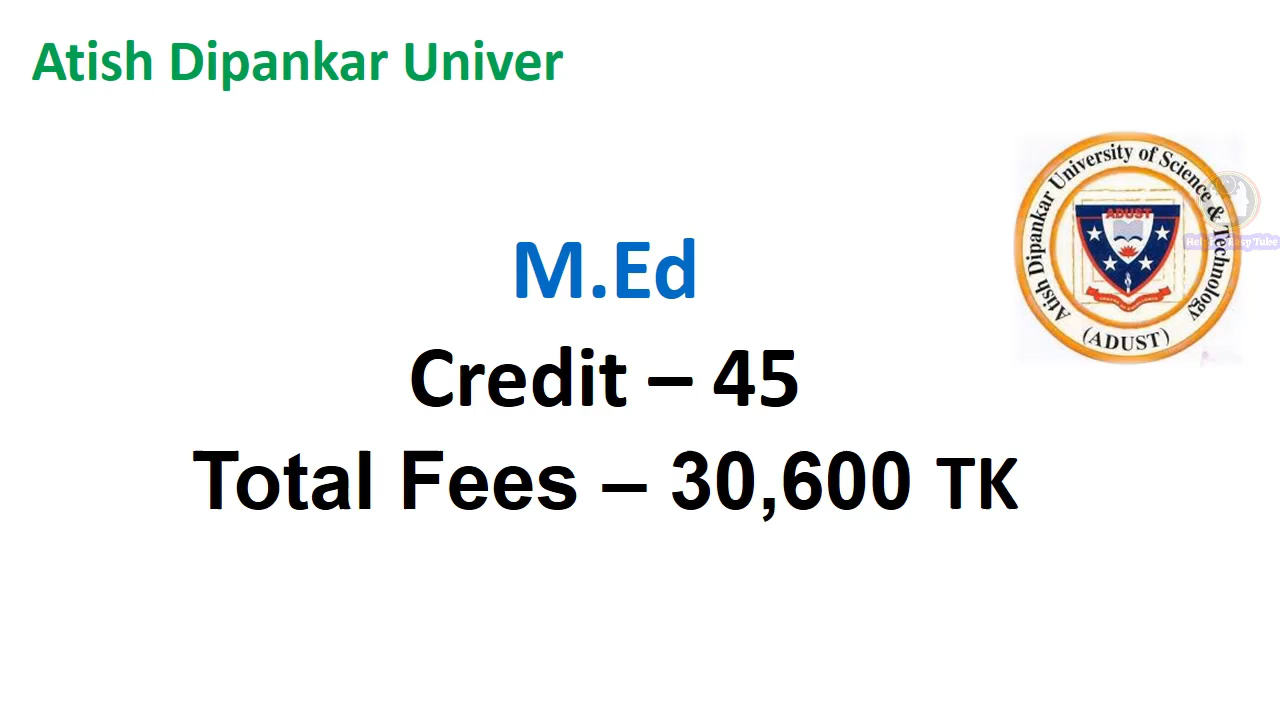 Atish Dipankar Univer
M.Ed
Credit – 45
Total Fees – 30,600 TK
Atish Dipankar University of Science & Technology
ADUST
(ADUST)